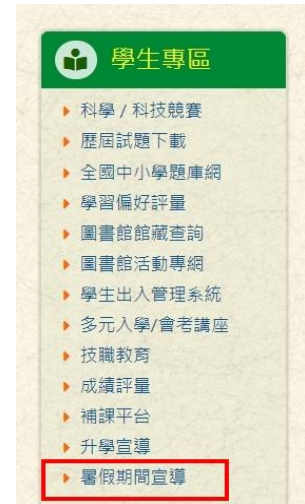 學生專區
科學 / 科技競賽
歷屆試題下載
全國中小學題庫網
學習偏好評量
圖書館館藏查詢
圖書館活動專網
學生出入管理系統
多元入學/會考講座
技職教育
成績評量
補課平台
升學宣導
暑假期間宣導